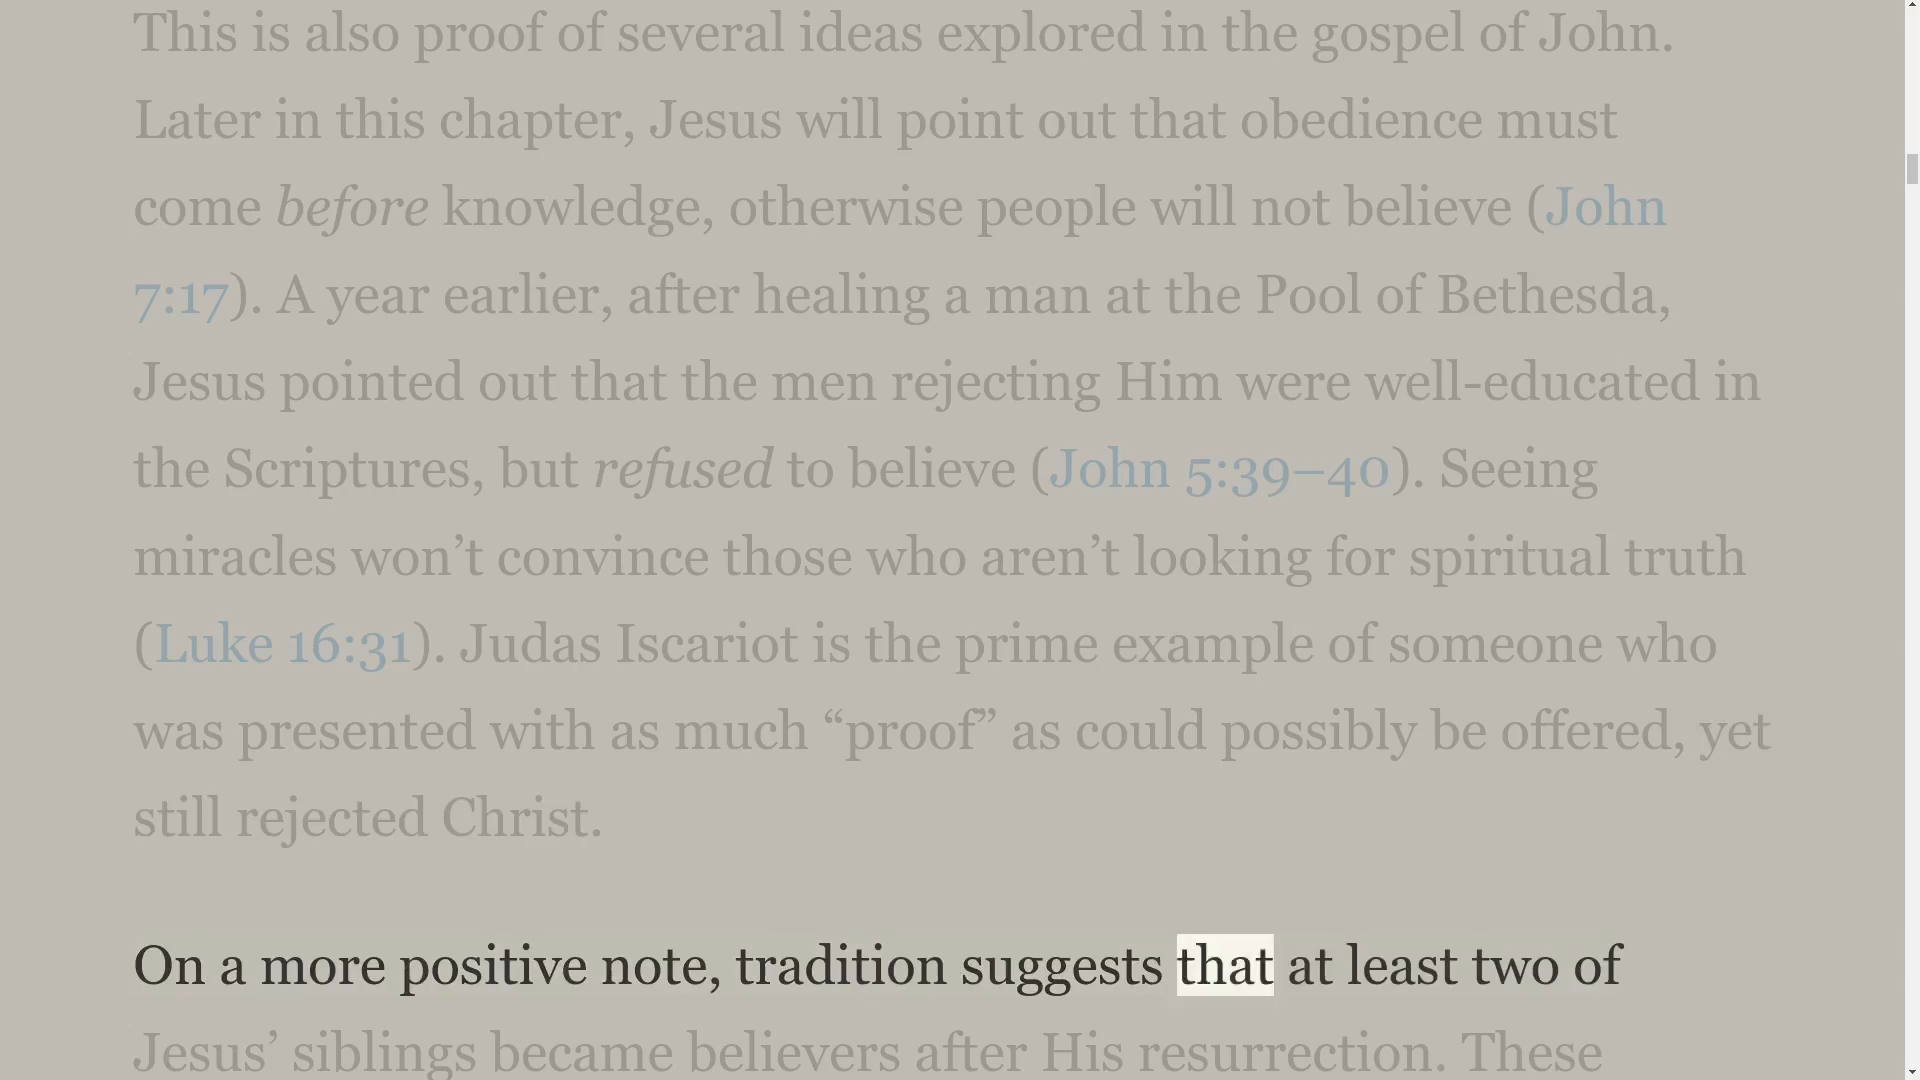 This is also proof of several ideas explored in the gospel of John.
Later in this chapter, Jesus will point out that obedience must
come before knowledge, otherwise people will not believe (John
7:17). A year earlier, after healing a man at the Pool of Bethesda,
Jesus pointed out that the men rejecting Him were well-educated in
the Scriptures, but refused to believe (John 5:39–40). Seeing
miracles won’t convince those who aren’t looking for spiritual truth
(Luke 16:31). Judas Iscariot is the prime example of someone who
was presented with as much “proof” as could possibly be offered, yet
still rejected Christ.
On a more positive note, tradition suggests that at least two of
Jesus’ siblings became believers after His resurrection. These